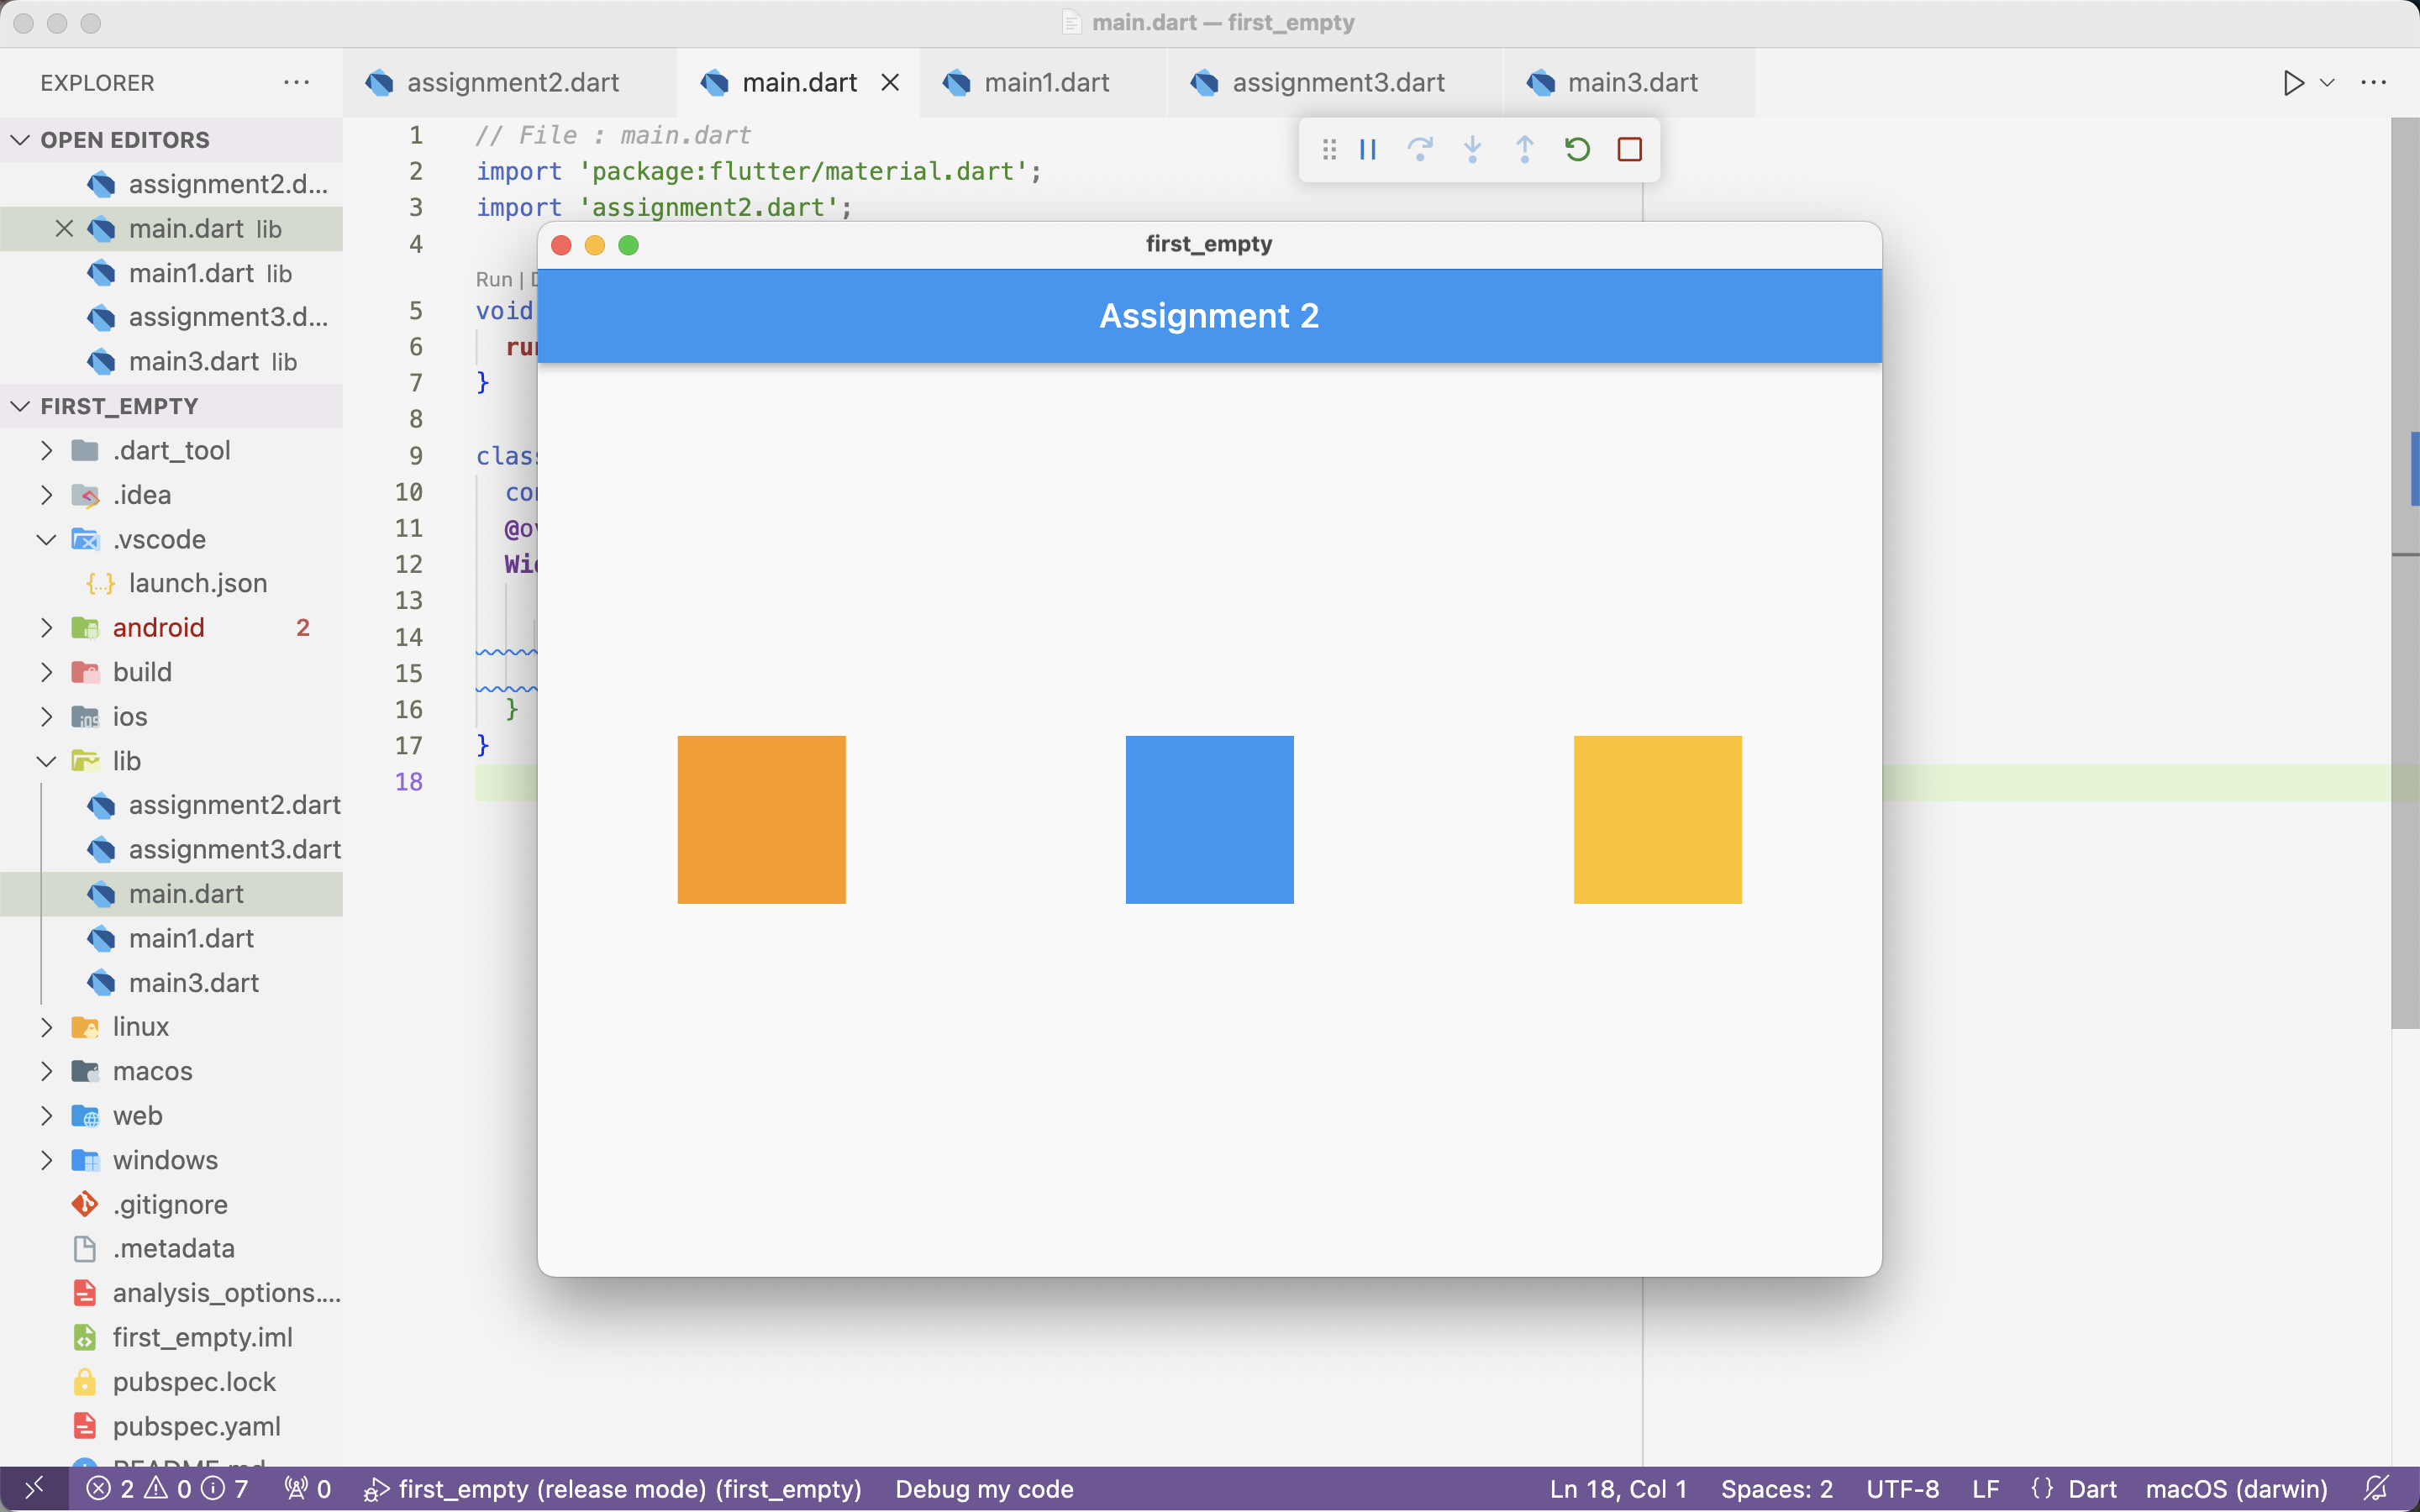 main.dart — first_empty
EXPLORER
assignment2.dart
main.dart
main1.dart
assignment3.dart
main3.dart
OPEN EDITORS
assignment2.d...
main.dart lib
main1.dart lib
assignment3.d...
main3.dart lib
FIRST_EMPTY
.dart_tool
.idea
.vscode
launch.json
android 2
build
ios
lib
assignment2.dart
assignment3.dart
main.dart
main1.dart
main3.dart
linux
macos
web
windows
.gitignore
.metadata
analysis_options....
first_empty.iml
pubspec.lock
pubspec.yaml
1 // File : main.dart
2 import 'package:flutter/material.dart';
3 import 'assignment2.dart';
4
Run |
5 void
6
7 }
8
9
10
11
12
13
14
15
16 }
17 }
18
first_empty
Assignment 2
2 0 7 0 first_empty (release mode) (first_empty) Debug my code
Ln 18, Col 1 Spaces: 2 UTF-8 LF {} Dart macOS (darwin)